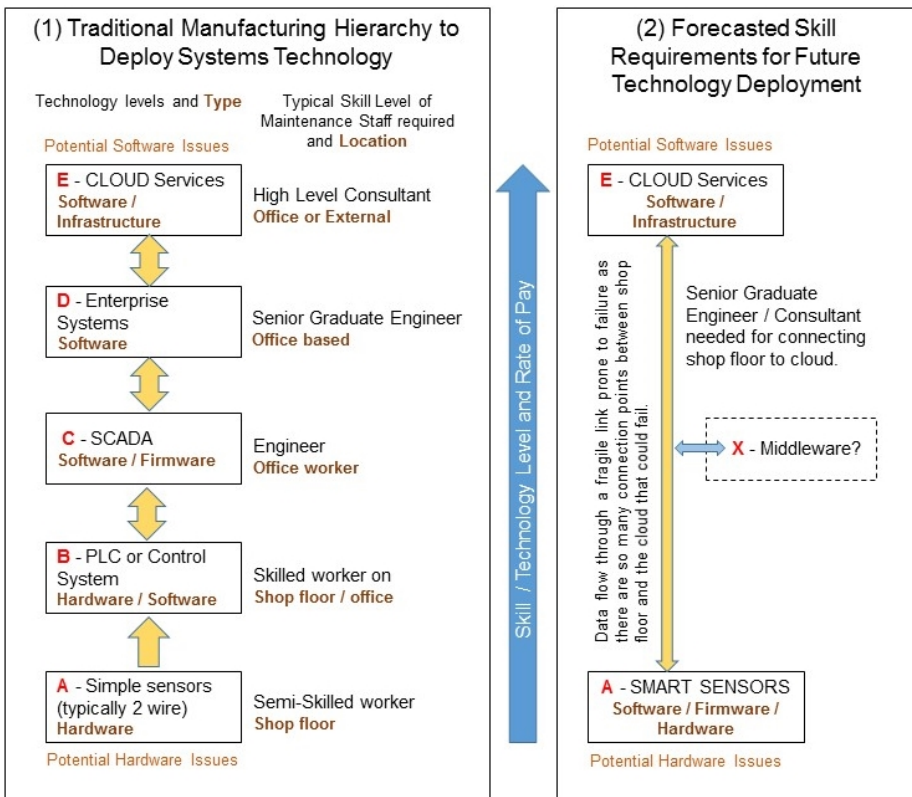 (1) Traditional Manufacturing Hierarchy to
Deploy Systems Technology
Technology levels and Type
Typical Skill Level of
Maintenance Staff required
and Location
Potential Software Issues
E - CLOUD Services
Software /
Infrastructure
High Level Consultant
Office or External
D - Enterprise
Systems
Software
Senior Graduate Engineer
Office based
C - SCADA
Software / Firmware
Engineer
Office worker
B - PLC or Control
System
Hardware / Software
Skilled worker on
Shop floor / office
A - Simple sensors
(typically 2 wire)
Hardware
Semi-Skilled worker
Shop floor
Potential Hardware Issues
Skill / Technology Level and Rate of Pay
(2) Forecasted Skill
Requirements for Future
Technology Deployment
Potential Software Issues
E - CLOUD Services
Software /
Infrastructure
Data flow through a fragile link prone to failure as
there are so many connection points between shop
floor and the cloud that could fail.
Senior Graduate
Engineer / Consultant
needed for connecting
shop floor to cloud.
X - Middleware?
A - SMART SENSORS
Software / Firmware /
Hardware
Potential Hardware Issues